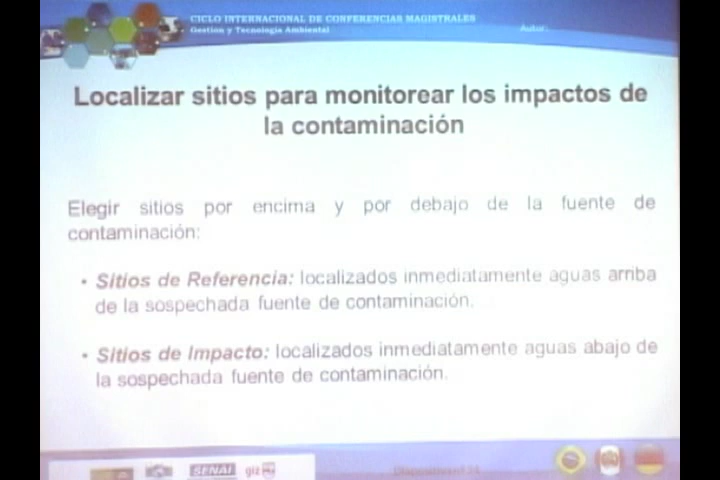 CICLO INTERNACIONAL DE CONFERENCIAS MAGISTRALES
Gestion y Tecnologia Ambiental
Autor:
Localizar sitios para monitorear los impactos de
la contaminación
Elegir sitios por encima y por debajo de la fuente de
contaminación:
• Sitios de Referencia: localizados inmediatamente aguas arriba
de la sospechada fuente de contaminación.
• Sitios de Impacto: localizados inmediatamente aguas abajo de
la sospechada fuente de contaminación.
SENAI
giz